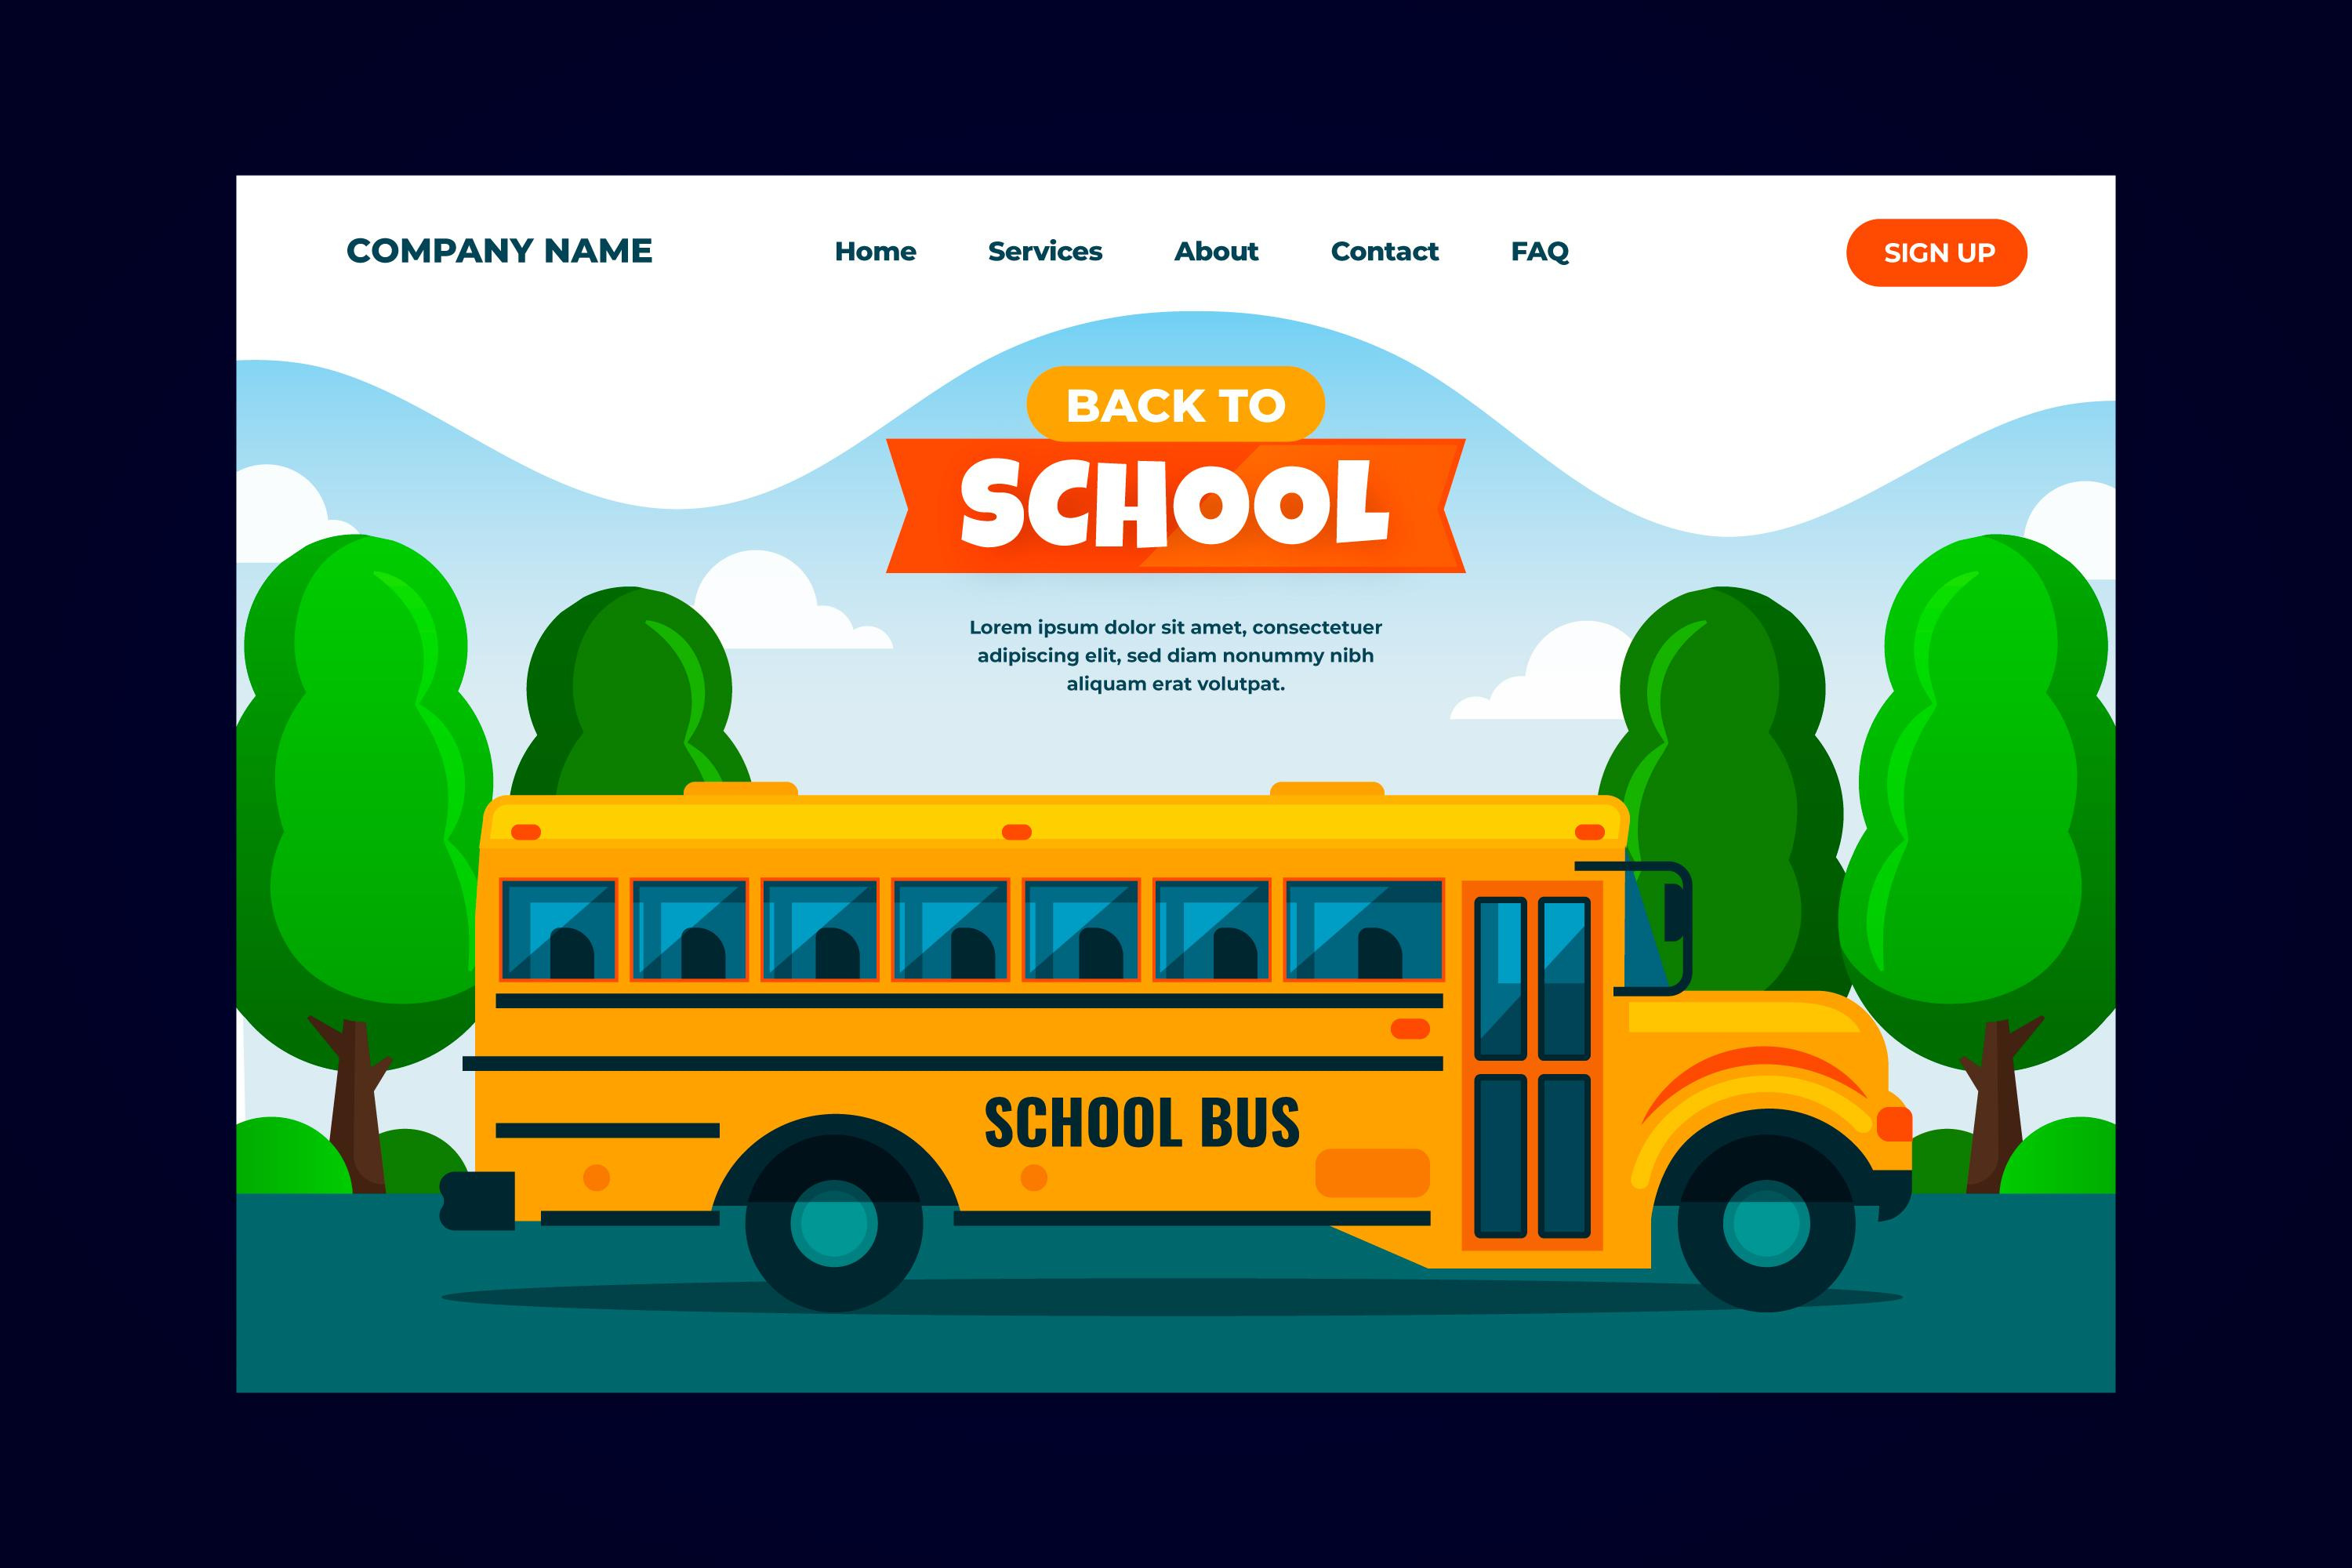 COMPANY NAME
Home Services About Contact FAQ
SIGN UP
BACK TO
SCHOOL
Lorem ipsum dolor sit amet, consectetuer
adipiscing elit, sed diam nonummy nibh
aliquam erat volutpat.
SCHOOL BUS